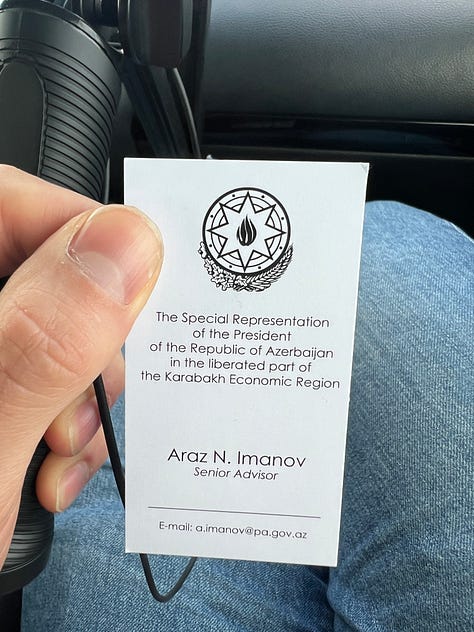 The Special Representation
of the President
of the Republic of Azerbaijan
in the liberated part of
the Karabakh Economic Region
Araz N. Imanov
Senior Advisor
E-mail: a.imanov@pa.gov.az